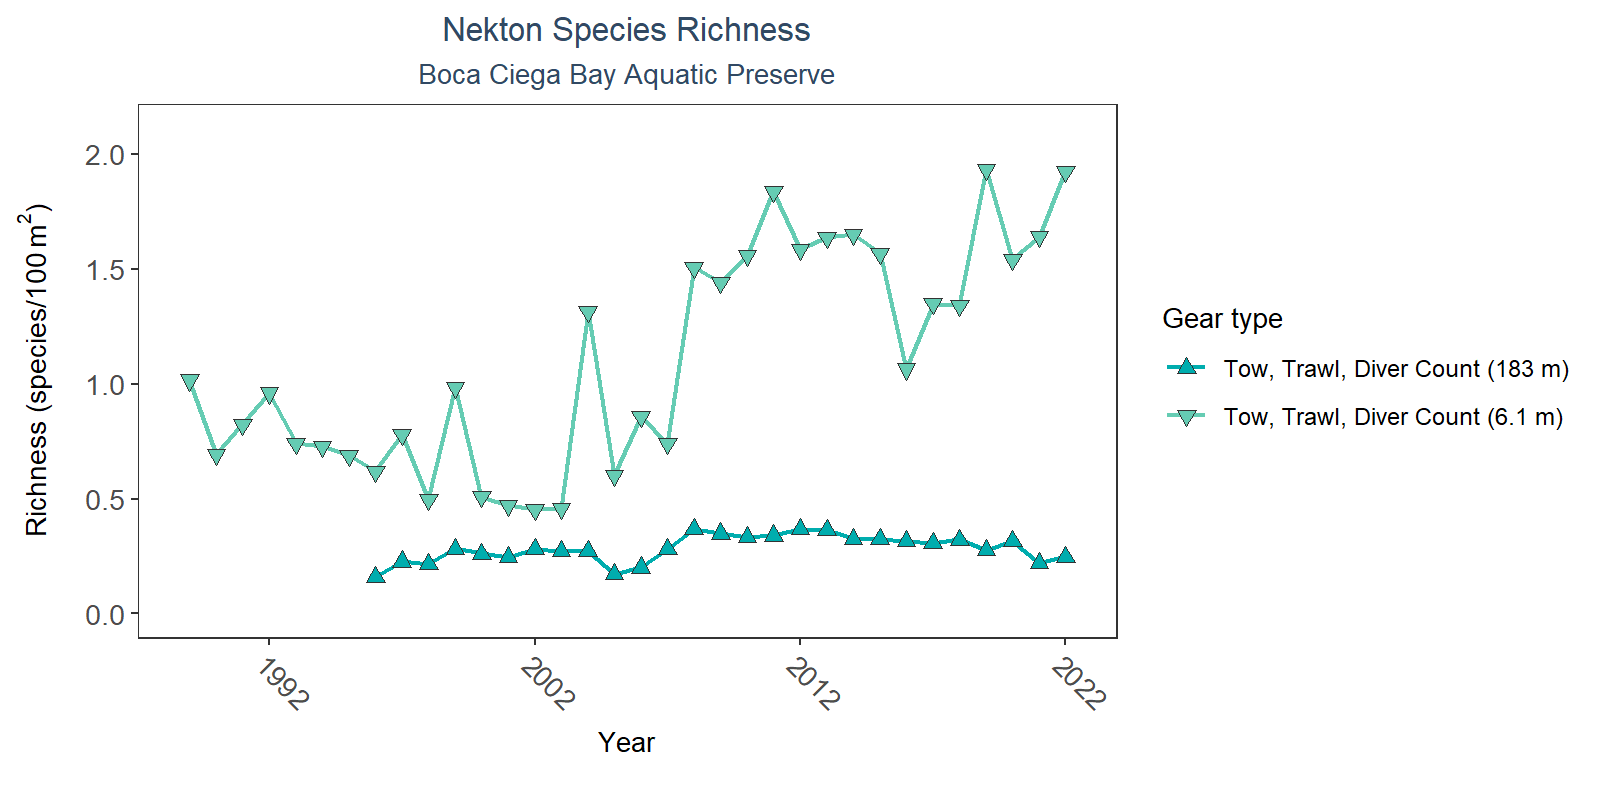 Nekton Species Richness
Boca Ciega Bay Aquatic Preserve
Richness (species/100 m²)
2.0
1.5
1.0
0.5
0.0
1992
2002
2012
2022
Year
Gear type
Tow, Trawl, Diver Count (183 m)
Tow, Trawl, Diver Count (6.1 m)